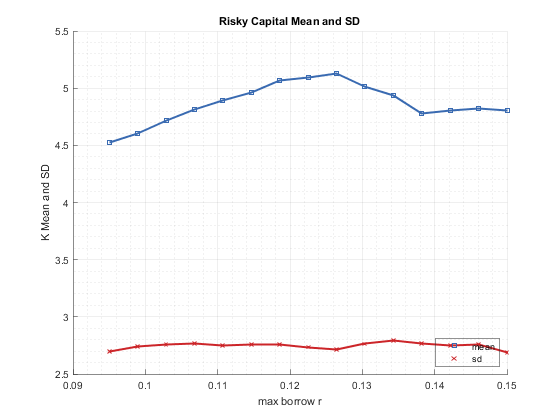 Risky Capital Mean and SD
5.5
5
4.5
4
3.5
3
2.5
K Mean and SD
0.09
0.1
0.11
0.12
0.13
0.14
0.15
max borrow r
mean
sd